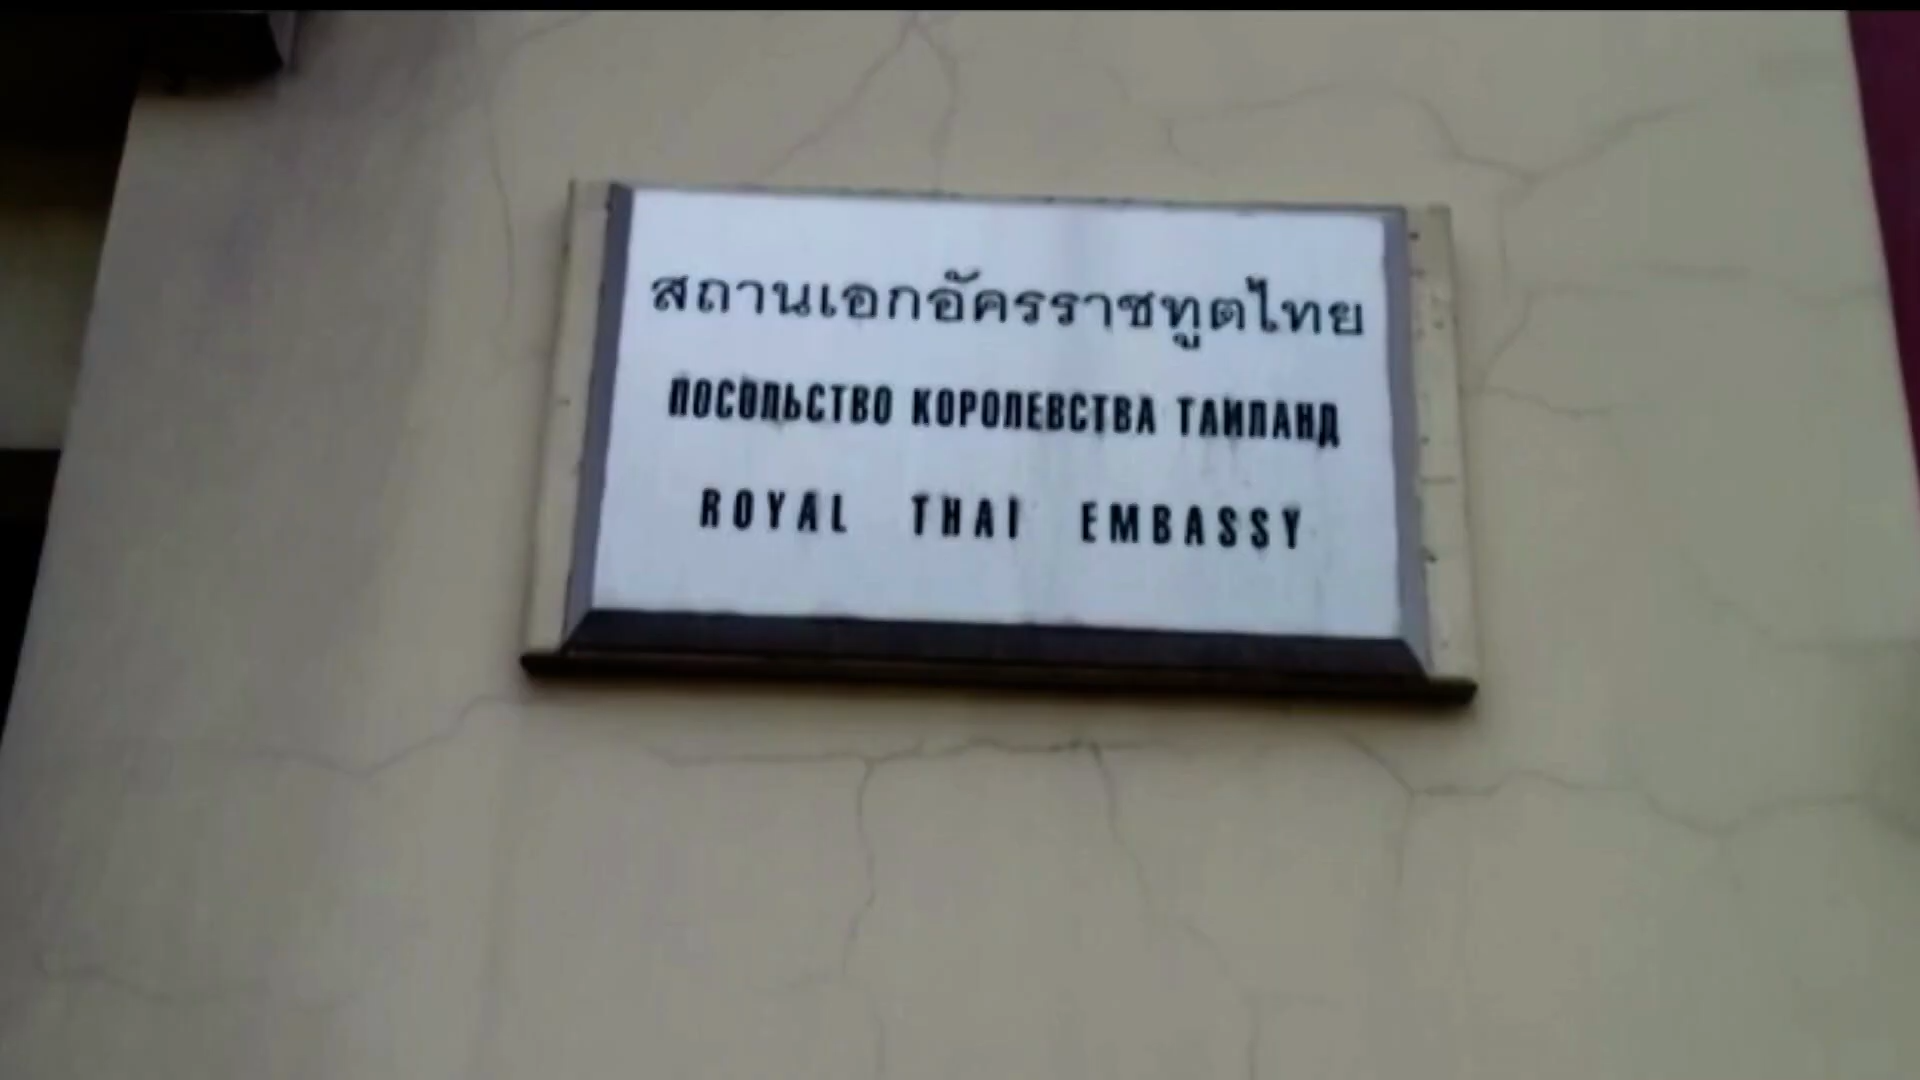 สถานเอกอัครราชทูตไทย
ПОСОЛЬСТВО КОРОЛЕВСТВА ТАИЛАНД
ROYAL THAI EMBASSY